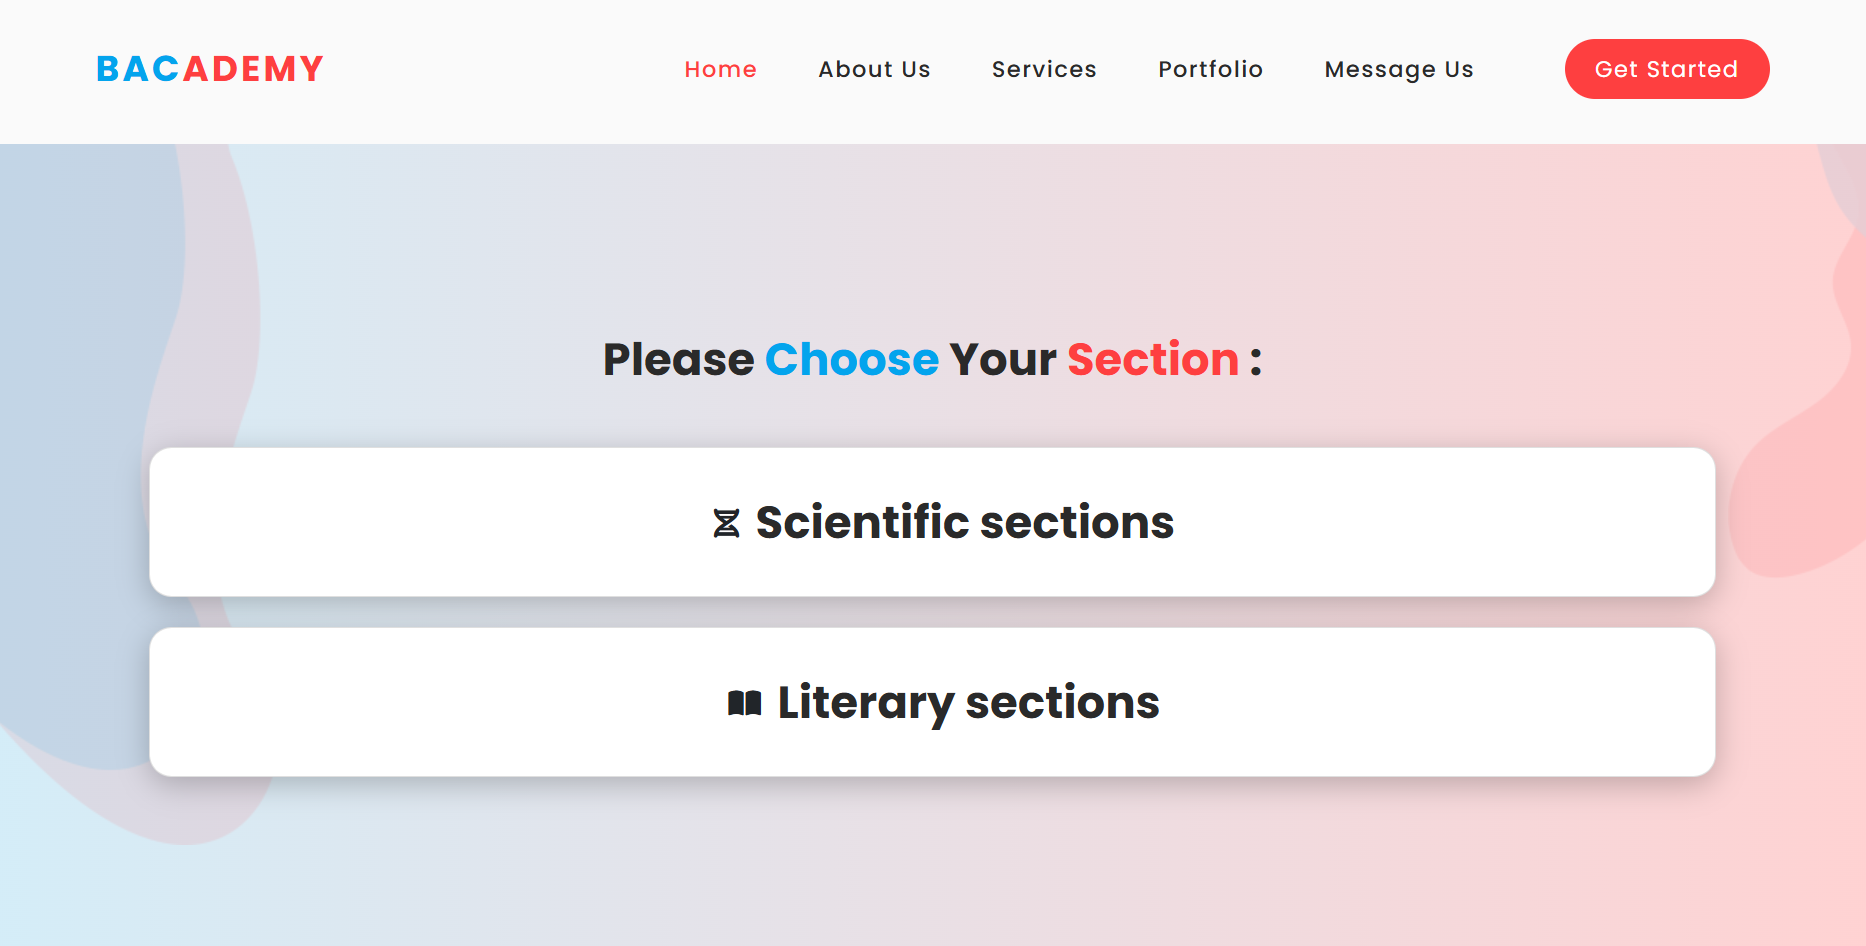 BACADEMY
Home About Us Services Portfolio Message Us Get Started
Please Choose Your Section :
Scientific sections
Literary sections